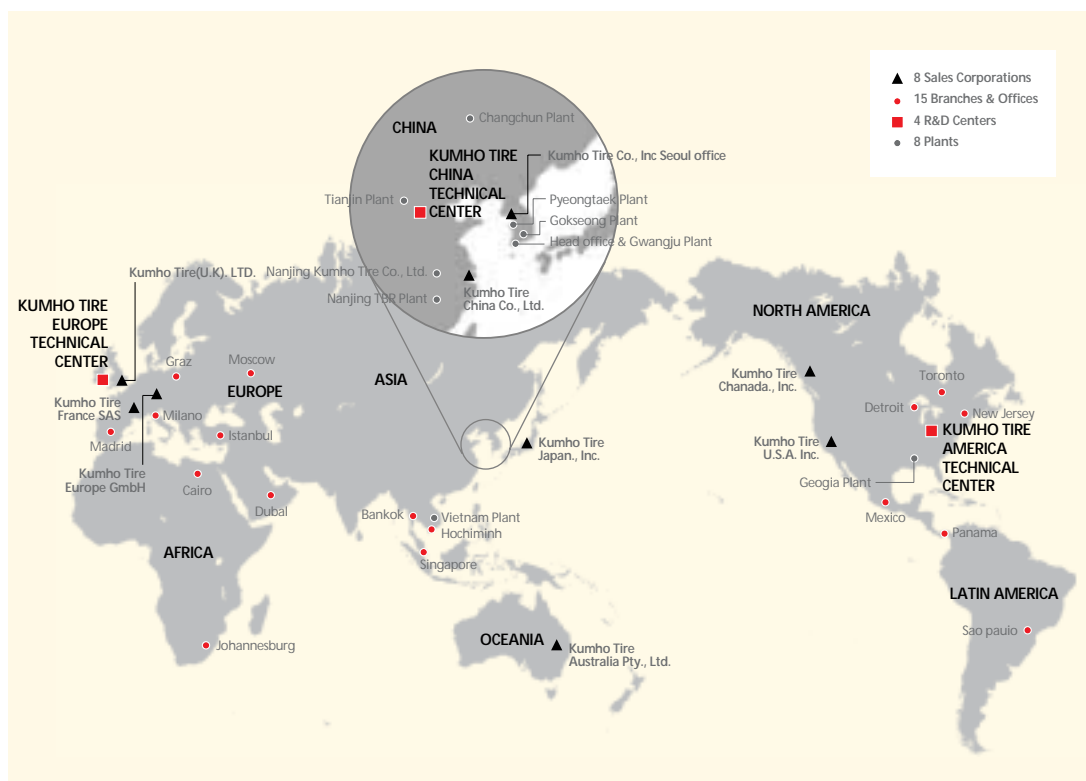 8 Sales Corporations
15 Branches & Offices
4 R&D Centers
8 Plants
CHINA
Changchun Plant
KUMHO TIRE
CHINA
TECHNICAL
CENTER
Kumho Tire Co., Inc Seoul office
Tianjin Plant
Pyeongtaek Plant
Gokseong Plant
Head office & Gwangju Plant
Nanjing Kumho Tire Co., Ltd.
Nanjing TBR Plant
Kumho Tire
China Co., Ltd.
Kumho Tire(U.K). LTD.
KUMHO TIRE
EUROPE
TECHNICAL
CENTER
Graz
Moscow
EUROPE
ASIA
Kumho Tire
France SAS
Milano
Madrid
Istanbul
Kumho Tire
Europe GmbH
Cairo
Dubal
AFRICA
Johannesburg
Kumho Tire
Japan., Inc.
Bankok
Vietnam Plant
Hochiminh
Singapore
OCEANIA
Kumho Tire
Australia Pty., Ltd.
NORTH AMERICA
Kumho Tire
Chanada., Inc.
Toronto
Detroit
New Jersey
Kumho Tire
U.S.A. Inc.
KUMHO TIRE
AMERICA
TECHNICAL
CENTER
Geogia Plant
Mexico
Panama
LATIN AMERICA
Sao pauio